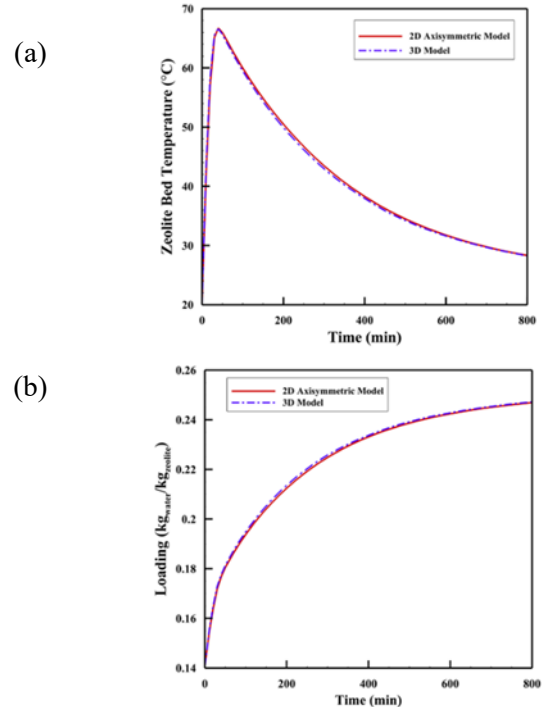 (a)
70
60
50
40
30
20
Zeolite Bed Temperature (°C)
2D Axisymmetric Model
3D Model
0 200 400 600 800
Time (min)
(b)
0.26
0.24
0.22
0.2
0.18
0.16
0.14
Loading (kgwater/kgzeolite)
2D Axisymmetric Model
3D Model
0 200 400 600 800
Time (min)